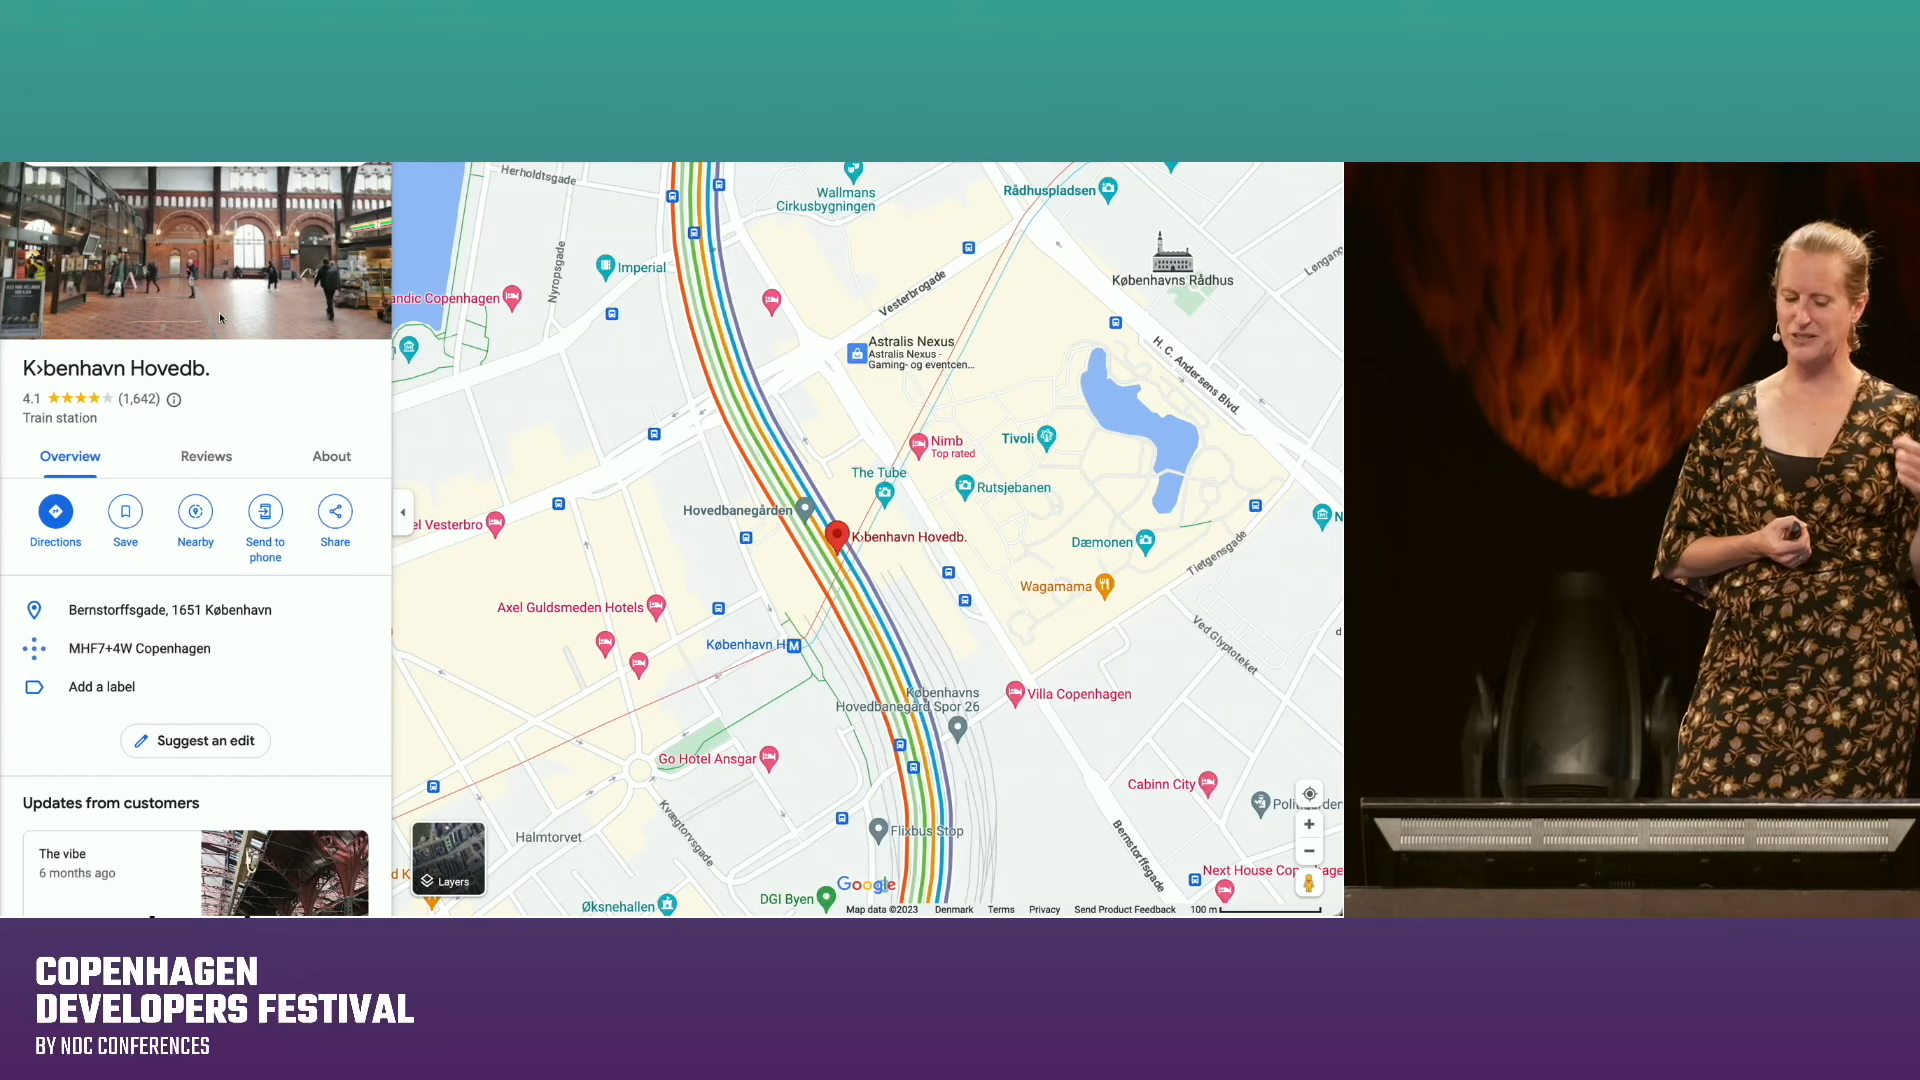 K›benhavn Hovedb.
4.1 (1,642)
Train station
Overview
Reviews
About
Directions
Save
Nearby
Send to
phone
Share
Bernstorffsgade, 1651 København
MHF7+4W Copenhagen
Add a label
Suggest an edit
Updates from customers
The vibe
6 months ago
Herholdtsgade
Wallmans
Cirkusbygningen
Rådhuspladsen
Københavns Rådhus
Nyropsgade
Imperial
andic Copenhagen
Vesterbrogade
Astralis Nexus
Astralis Nexus -
Gaming- og eventcen...
H. C. Andersens Blvd.
Nimb
Top rated
Tivoli
The Tube
Rutsjebanen
Hovedbanegården
el Vesterbro
K›benhavn Hovedb.
Dæmonen
Tietgensgade
Wagamama
Axel Guldsmeden Hotels
København H
M
Ved Glyptoteket
Københavns
Hovedbanegård Spor 26
Villa Copenhagen
Go Hotel Ansgar
Cabinn City
Kvægtorvsgade
Halmtorvet
Flixbus Stop
Bernstorffsgade
Layers
Google
DGI Byen
Øksnehallen
Map data ©2023
Denmark
Terms
Privacy
Send Product Feedback
100 m
COPENHAGEN
DEVELOPERS FESTIVAL
BY NDC CONFERENCES